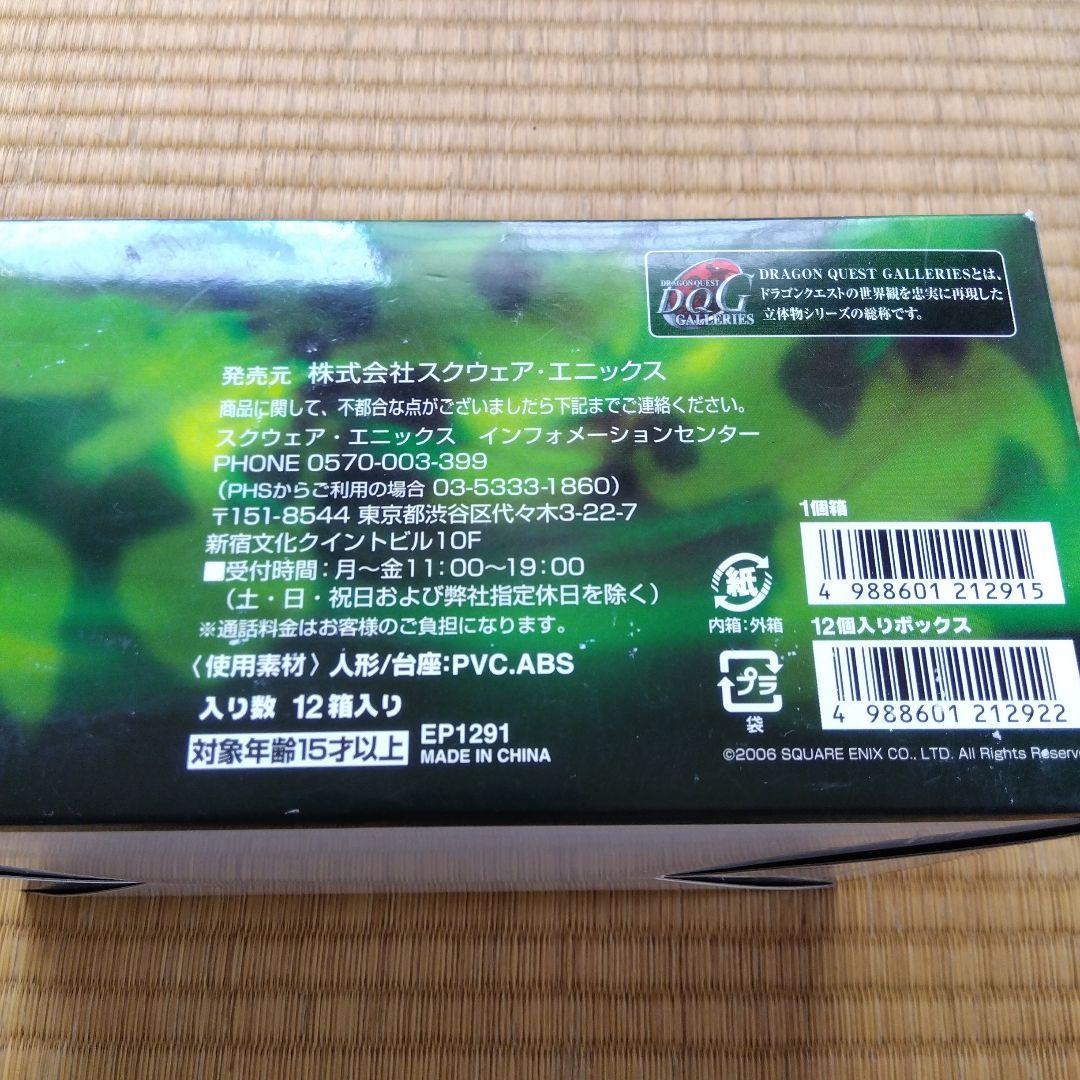 DRAGON QUEST
DQG
GALLERIES
DRAGON QUEST GALLERIESとは、
ドラゴンクエストの世界観を忠実に再現した
立体物シリーズの総称です。
発売元 株式会社スクウェア・エニックス
商品に関して、不都合な点がございましたら下記までご連絡ください。
スクウェア・エニックス インフォメーションセンター
PHONE 0570-003-399
（PHSからご利用の場合 03-5333-1860）
〒151-8544 東京都渋谷区代々木3-22-7
新宿文化クイントビル10F
■受付時間：月〜金11：00〜19：00
（土・日・祝日および弊社指定休日を除く）
※通話料金はお客様のご負担になります。
〈使用素材〉人形/台座：PVC.ABS
入り数 12箱入り
対象年齢15才以上
EP1291
MADE IN CHINA
紙
内箱：外箱
プラ
袋
1個箱
4 988601 212915
12個入りボックス
4 988601 212922
©2006 SQUARE ENIX CO., LTD. All Rights Reserve